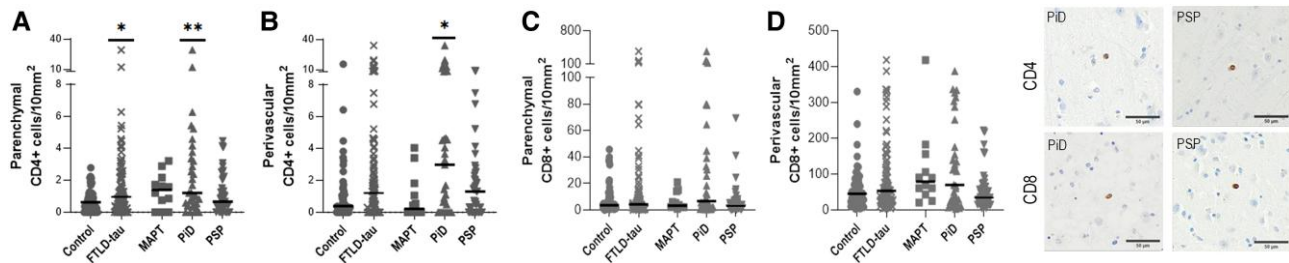 A
Parenchymal
CD4+ cells/10mm²
40
10
8
6
4
2
0
*
**
Control
FTLD-tau
MAPT
PiD
PSP
B
Perivascular
CD4+ cells/10mm²
40
10
8
4
2
0
*
Control
FTLD-tau
MAPT
PiD
PSP
C
Parenchymal
CD8+ cells/10mm²
800
100
100
80
60
40
20
0
Control
FTLD-tau
MAPT
PiD
PSP
D
Perivascular
CD8+ cells/10mm²
500
400
300
200
100
0
Control
FTLD-tau
MAPT
PiD
PSP
PiD
PSP
CD4
50 µm
50 µm
PiD
PSP
CD8
50 µm
50 µm